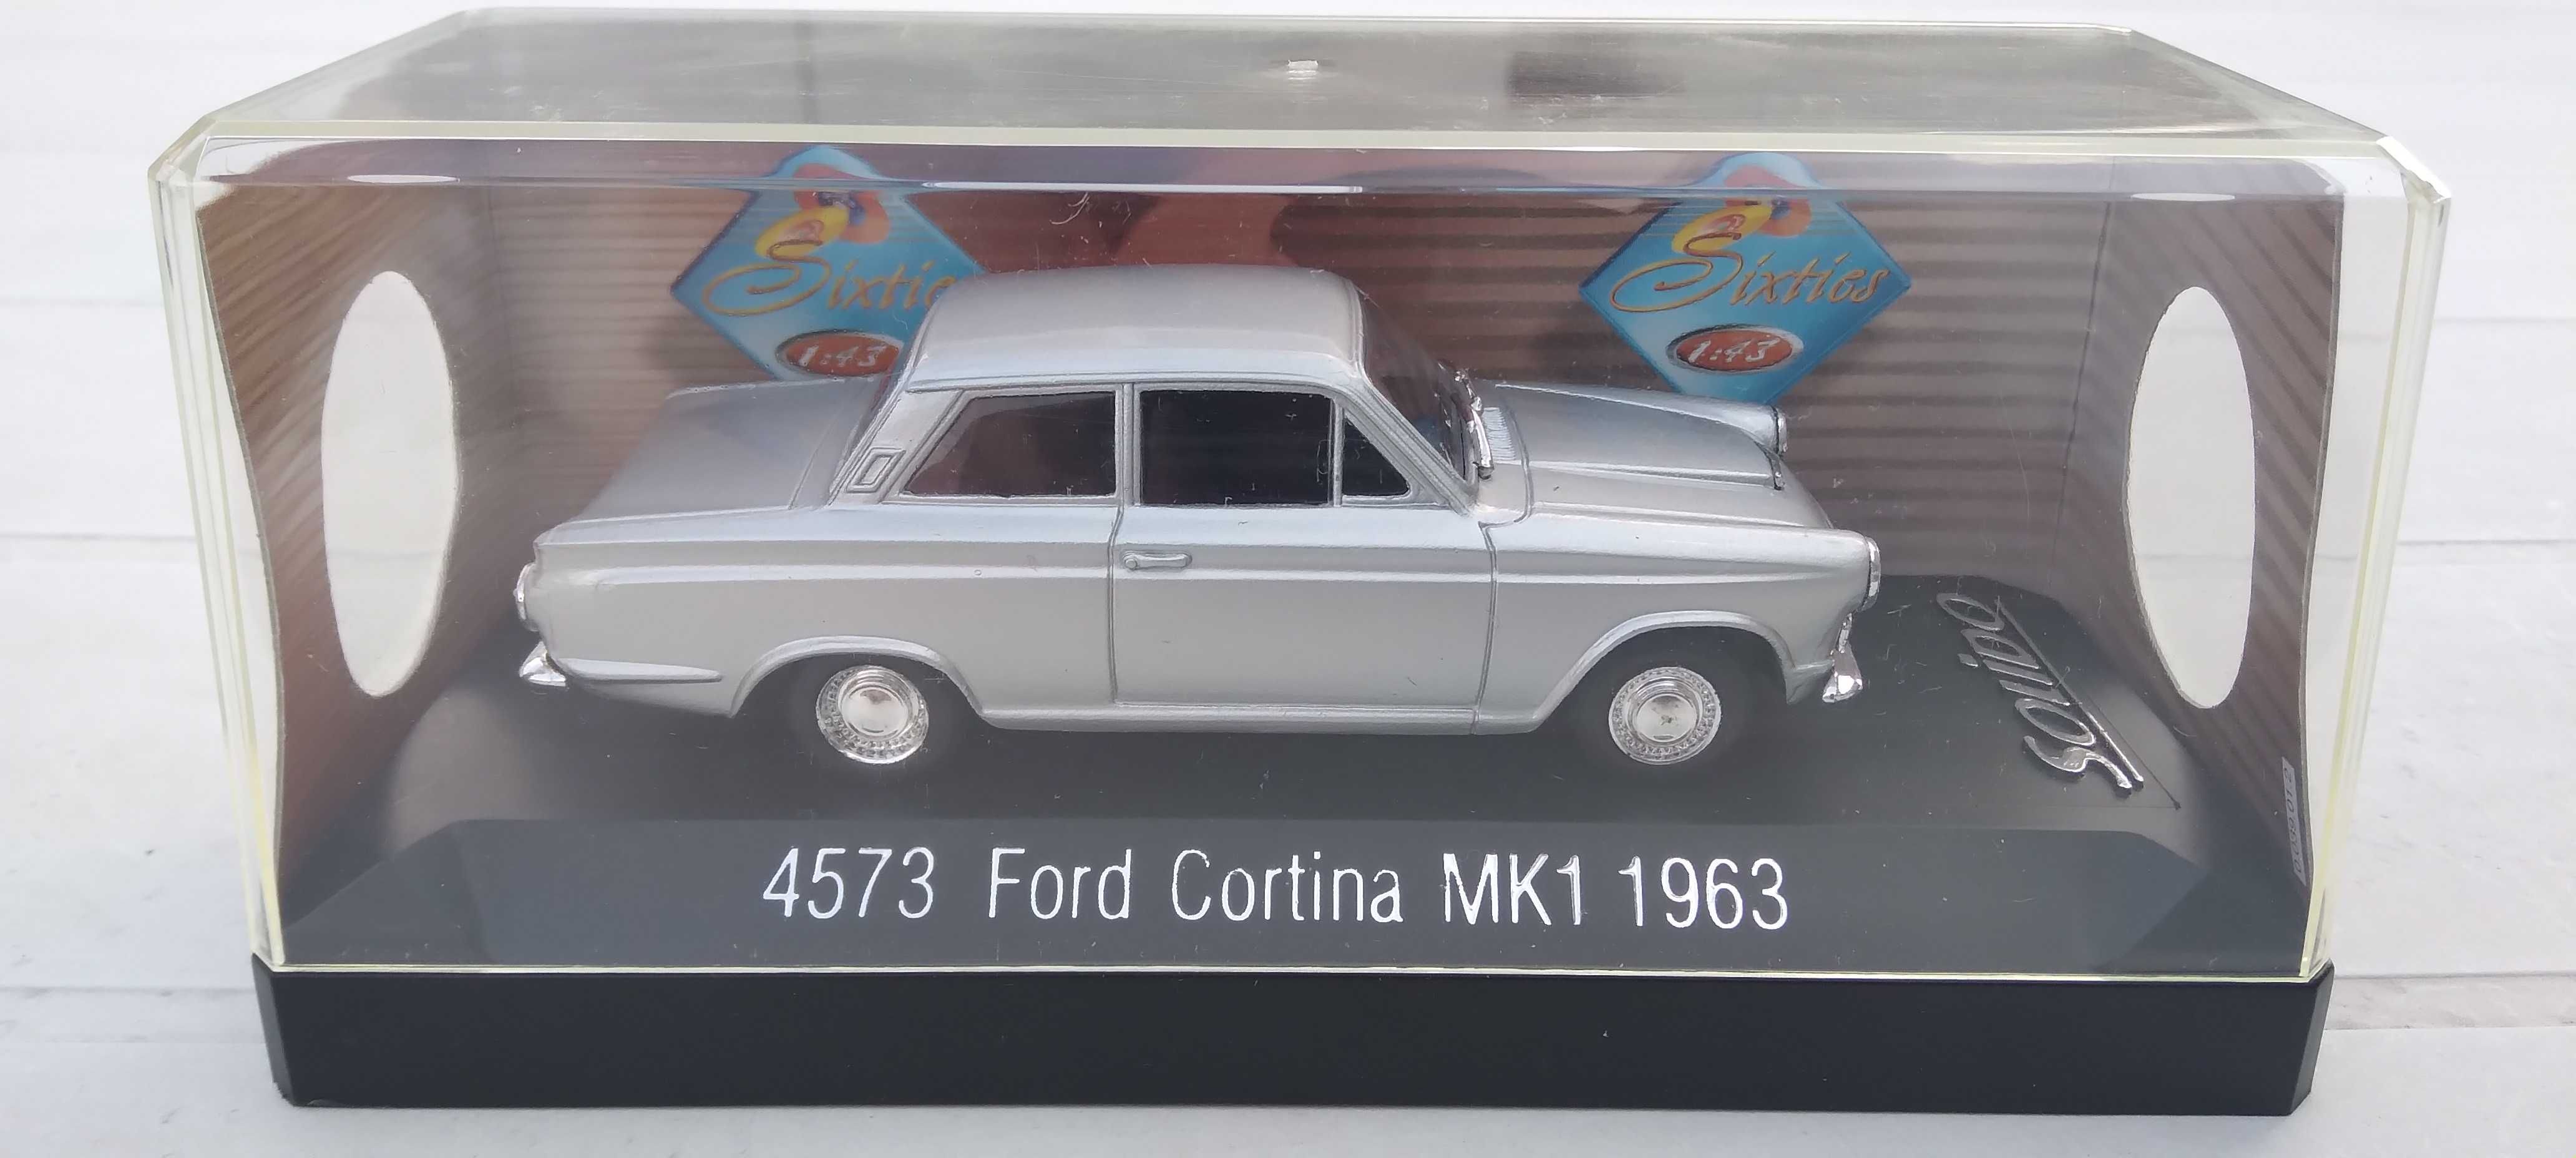 Sixties
1:43
Sixties
1:43
SOLIDO
4573 Ford Cortina MK1 1963